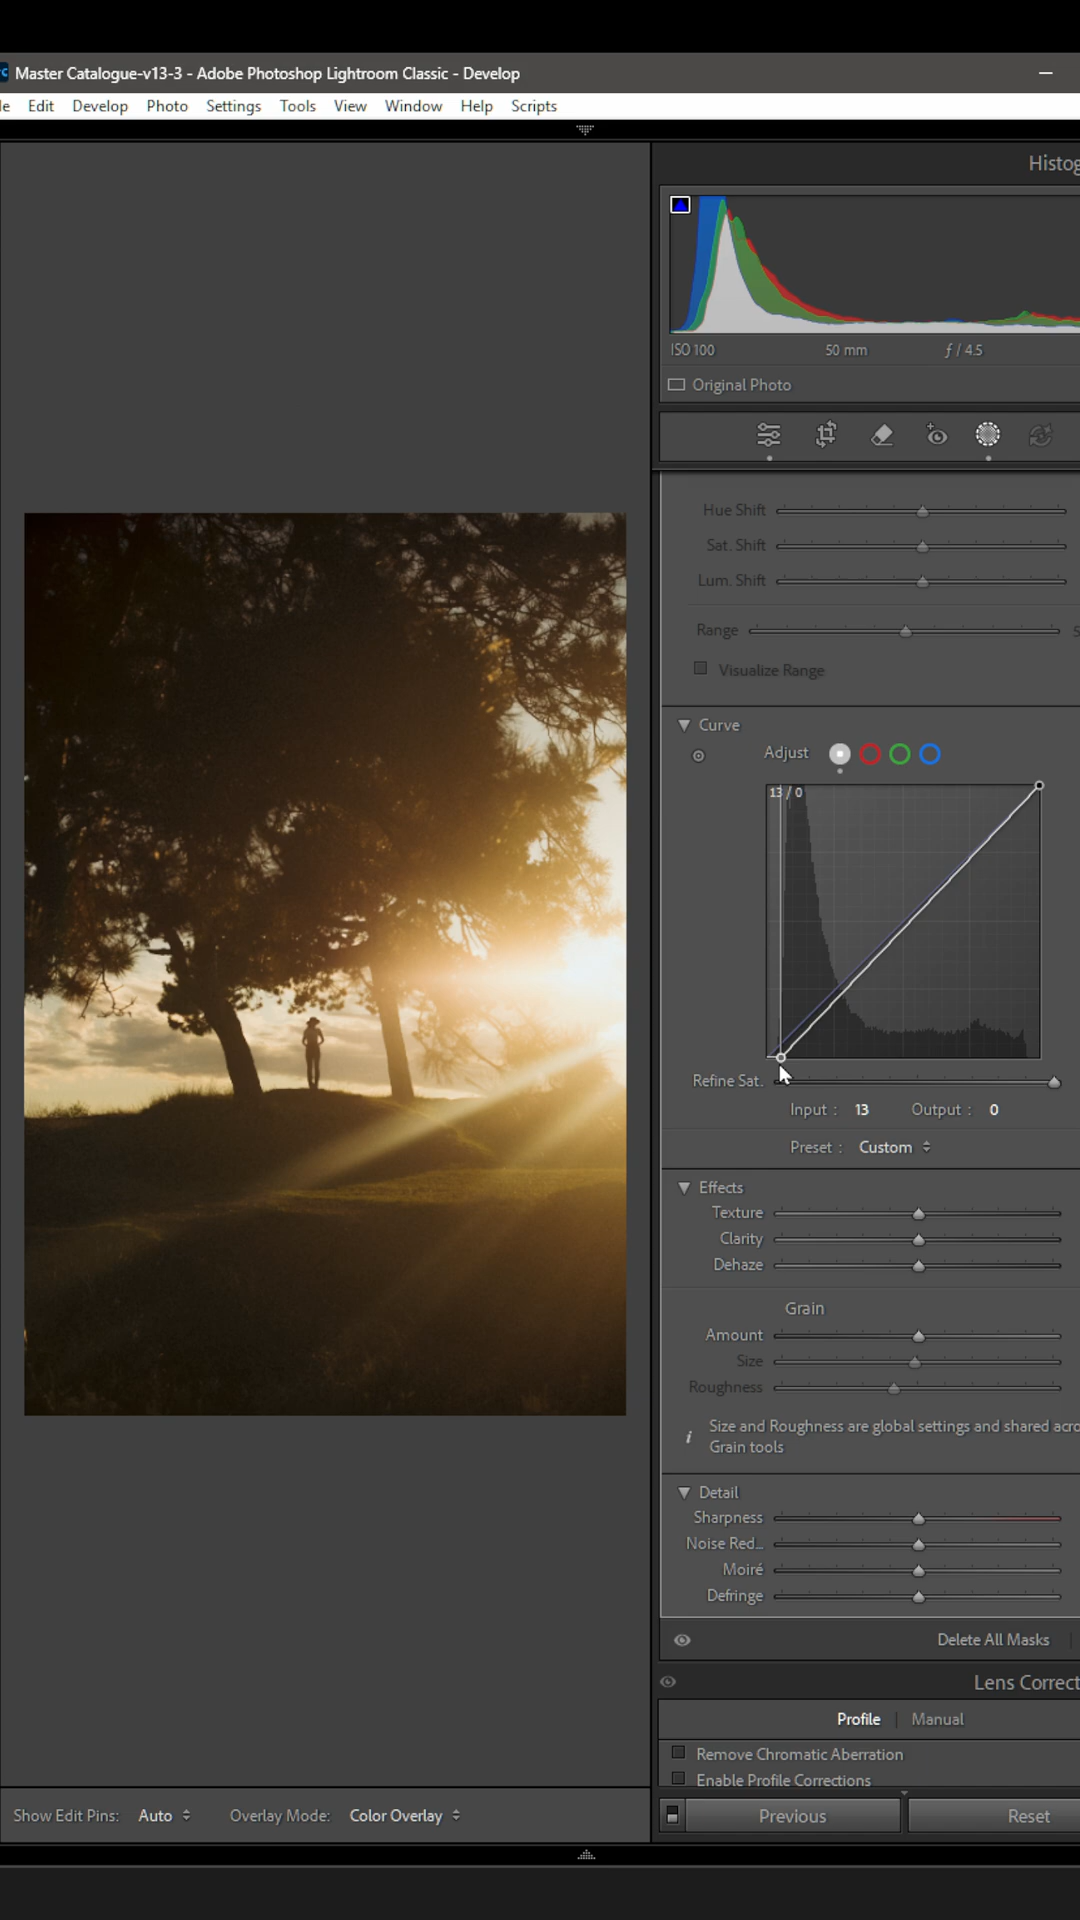 Master Catalogue-v13-3 - Adobe Photoshop Lightroom Classic - Develop
Edit Develop Photo Settings Tools View Window Help Scripts
Histog
ISO 100 50 mm ƒ / 4.5
Original Photo
Hue Shift
Sat. Shift
Lum. Shift
Range
Visualize Range
Curve
Adjust
13 / 0
Refine Sat.
Input : 13 Output : 0
Preset : Custom
Effects
Texture
Clarity
Dehaze
Grain
Amount
Size
Roughness
Size and Roughness are global settings and shared acro
Grain tools
Detail
Sharpness
Noise Red...
Moiré
Defringe
Delete All Masks
Lens Correct
Profile | Manual
Remove Chromatic Aberration
Enable Profile Corrections
Show Edit Pins: Auto Overlay Mode: Color Overlay
Previous Reset